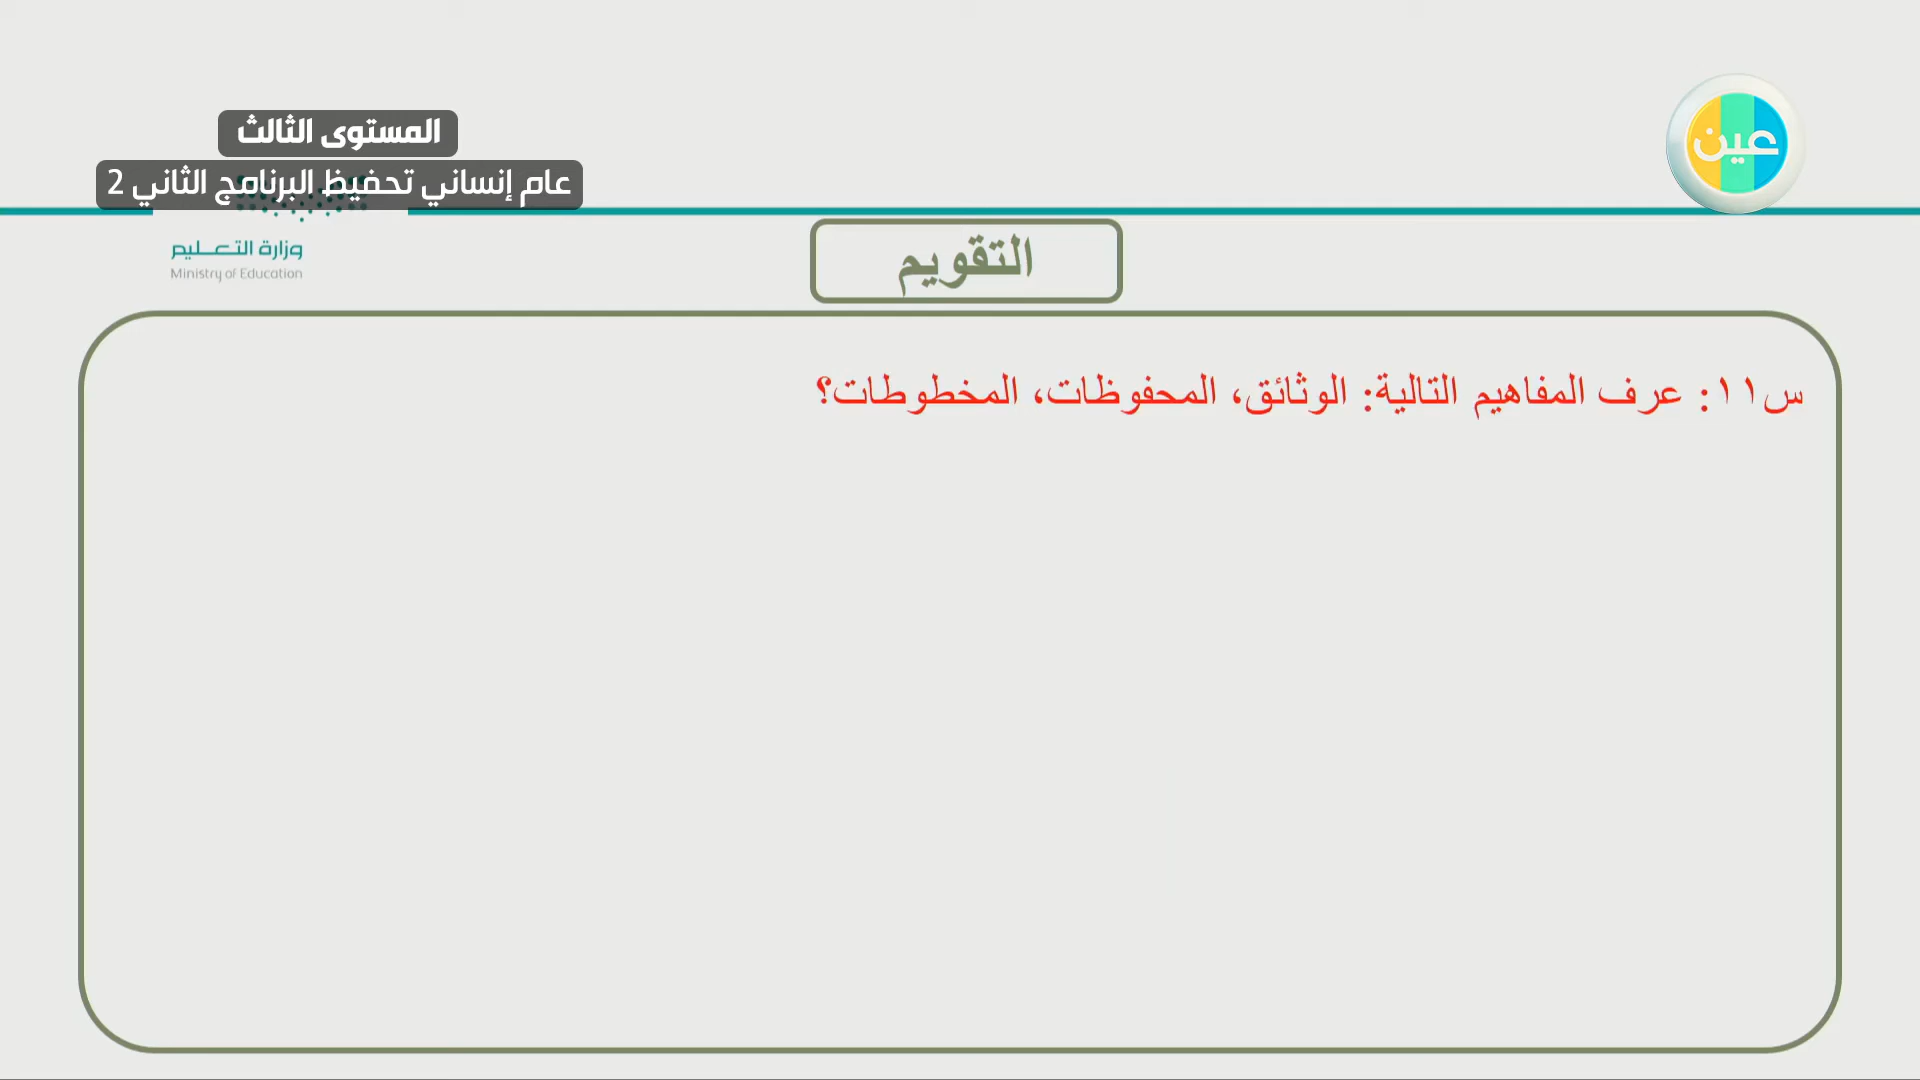 المستوى الثالث
عام إنساني تحفيظ البرنامج الثاني 2
عين
وزارة التعـليم
Ministry of Education
التقويم
س١١: عرف المفاهيم التالية: الوثائق، المحفوظات، المخطوطات؟